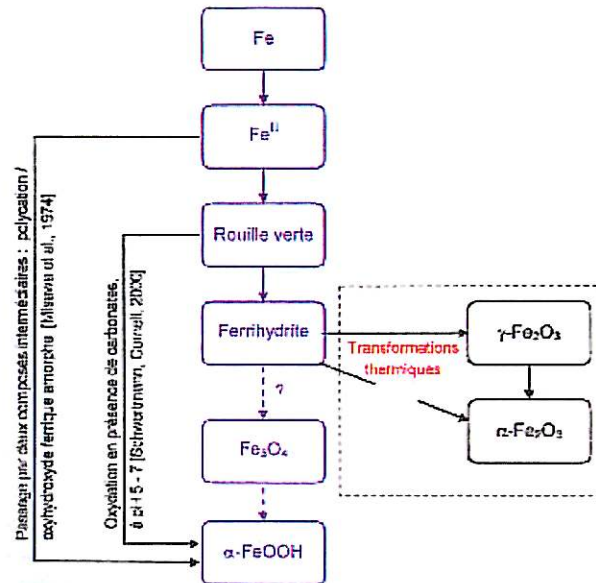 Fe
Fe^II
Rouille verte
Ferrihydrite
?
Fe₃O₄
α-FeOOH
Transformations
thermiques
γ-Fe₂O₃
α-Fe₂O₃
Passage par deux composés intermédiaires : polycation /
oxyhydroxyde ferrique amorphe [Misawa et al., 1974]
Oxydation en présence de carbonates,
à pH 5 - 7 [Schwertmann, Cornell, 2000]